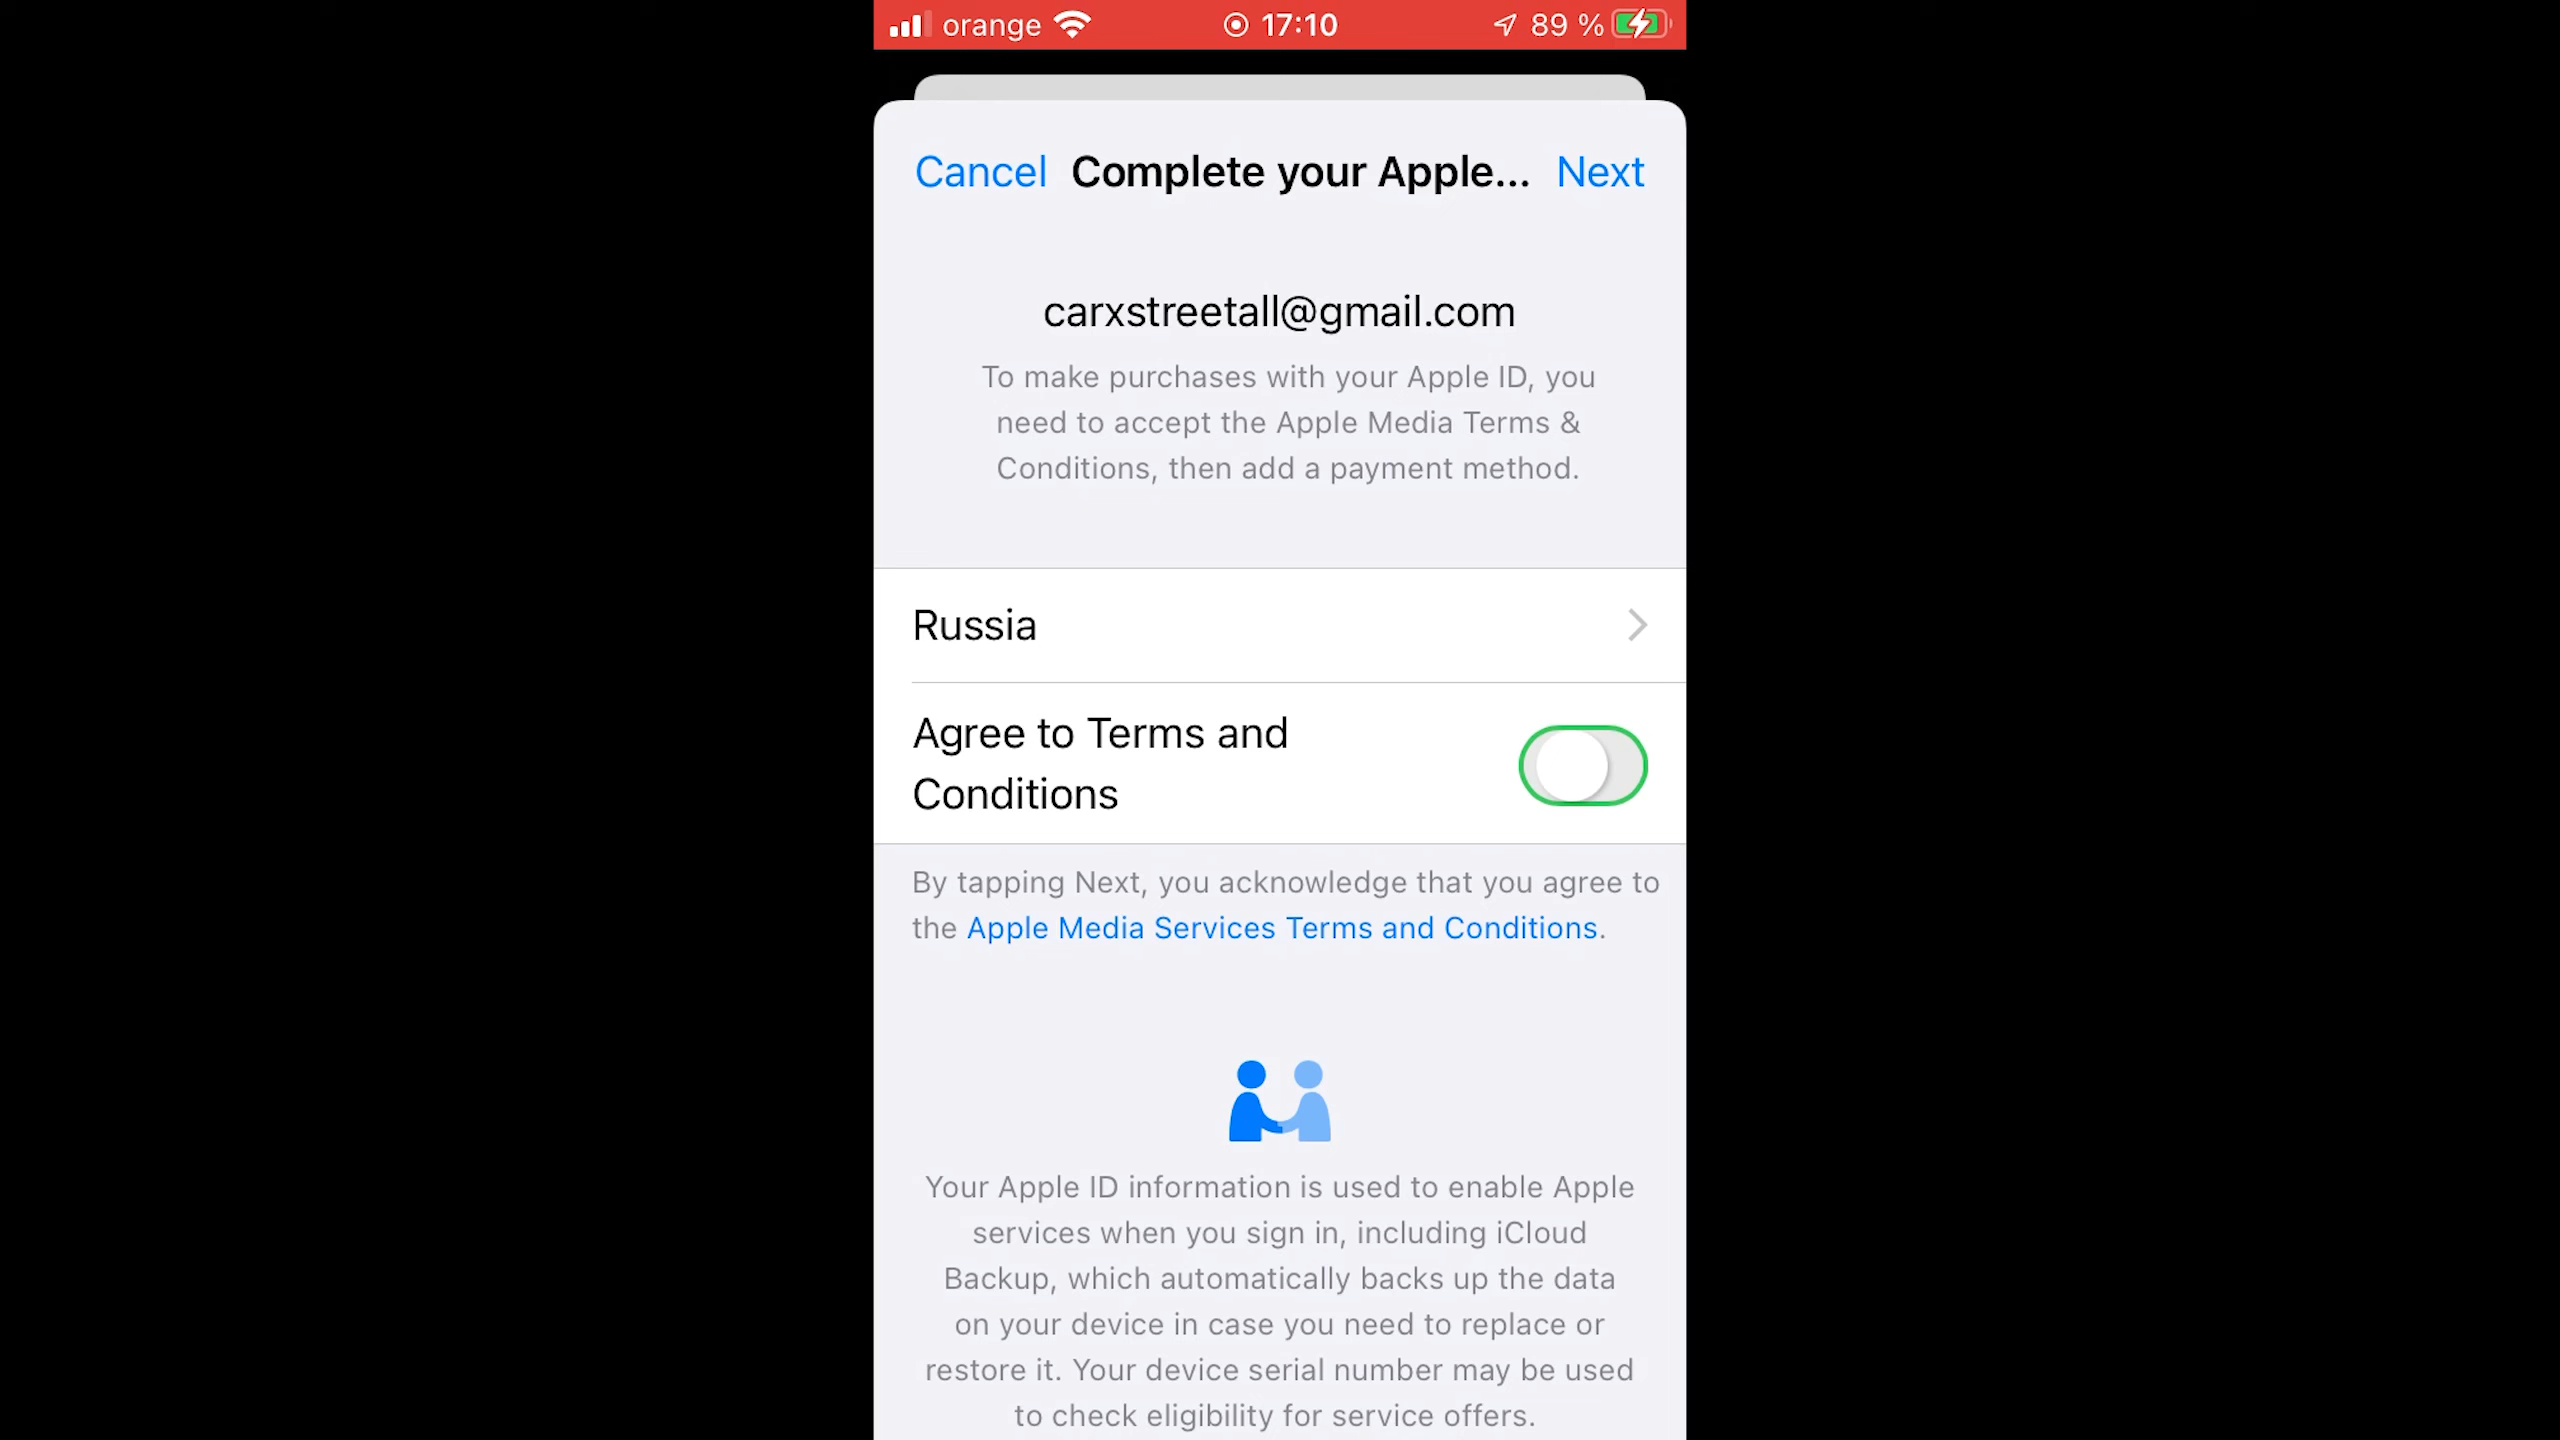 orange 17:10 89 %
Cancel Complete your Apple... Next
carxstreetall@gmail.com
To make purchases with your Apple ID, you
need to accept the Apple Media Terms &
Conditions, then add a payment method.
Russia
Agree to Terms and
Conditions
By tapping Next, you acknowledge that you agree to
the Apple Media Services Terms and Conditions.
Your Apple ID information is used to enable Apple
services when you sign in, including iCloud
Backup, which automatically backs up the data
on your device in case you need to replace or
restore it. Your device serial number may be used
to check eligibility for service offers.